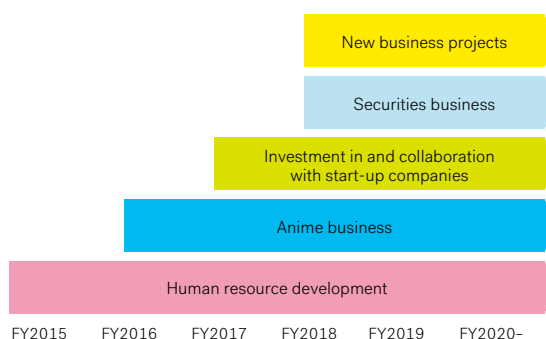 New business projects
Securities business
Investment in and collaboration
with start-up companies
Anime business
Human resource development
FY2015 FY2016 FY2017 FY2018 FY2019 FY2020–